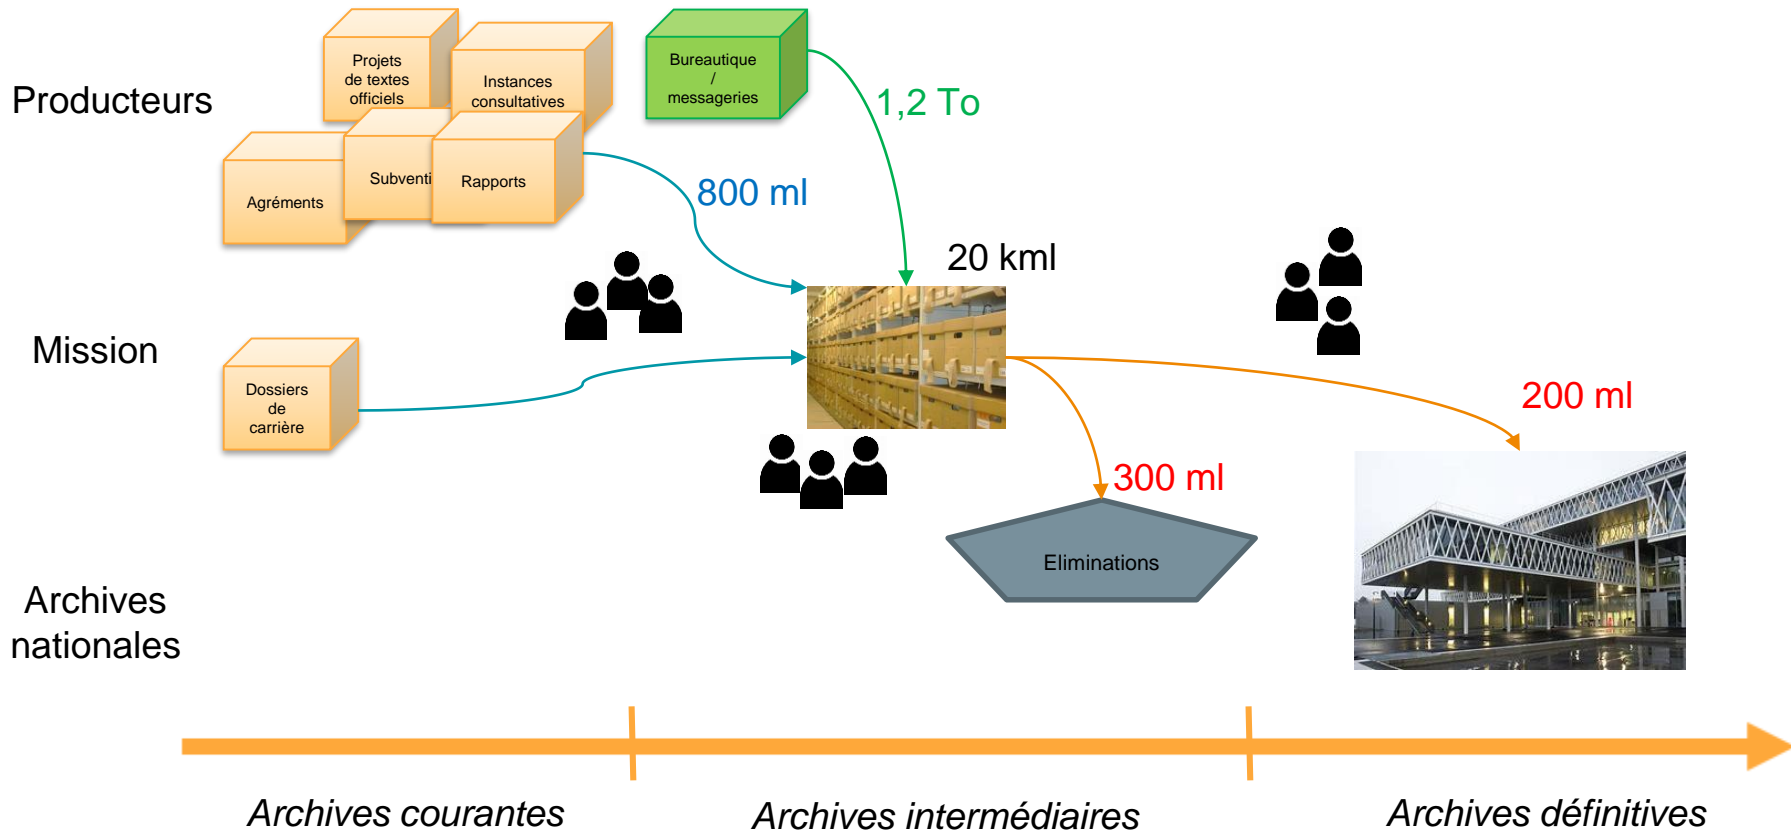 Producteurs
Projets
de textes
officiels
Instances
consultatives
Bureautique
/
messageries
1,2 To
Agréments
Subventi
Rapports
800 ml
20 kml
Mission
Dossiers
de
carrière
200 ml
300 ml
Eliminations
Archives
nationales
Archives courantes
Archives intermédiaires
Archives définitives